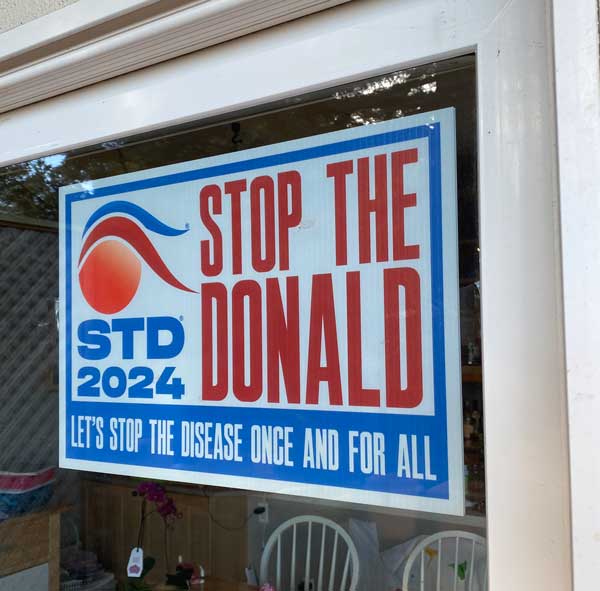 STOP THE
DONALD
STD®
2024
LET'S STOP THE DISEASE ONCE AND FOR ALL